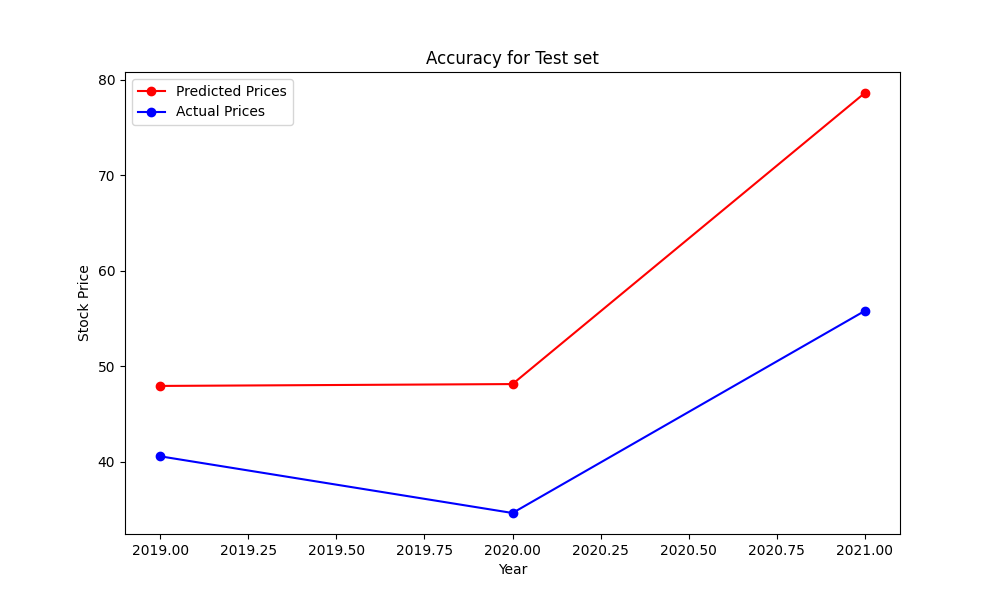 Accuracy for Test set
Predicted Prices
Actual Prices
80
70
60
50
40
Stock Price
2019.00 2019.25 2019.50 2019.75 2020.00 2020.25 2020.50 2020.75 2021.00
Year